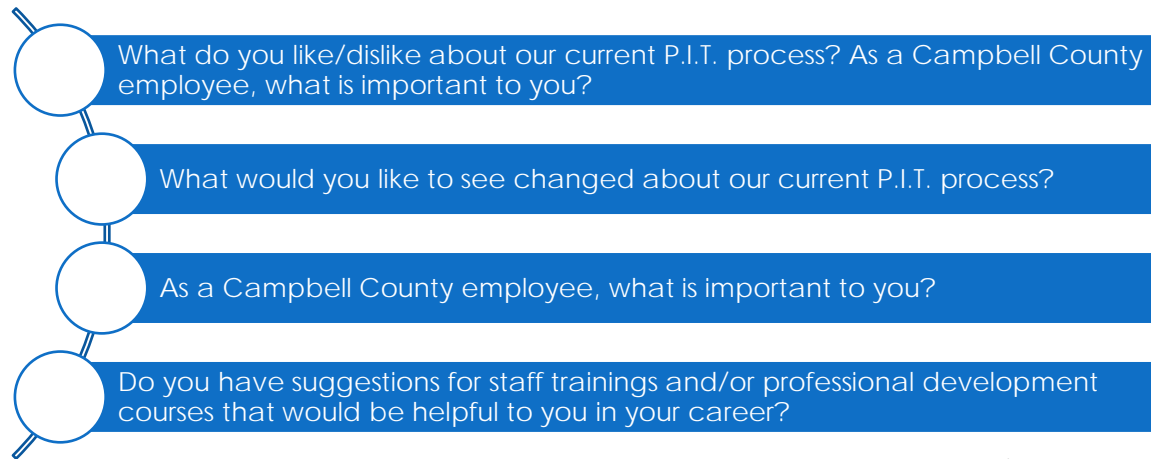 What do you like/dislike about our current P.I.T. process? As a Campbell County
employee, what is important to you?
What would you like to see changed about our current P.I.T. process?
As a Campbell County employee, what is important to you?
Do you have suggestions for staff trainings and/or professional development
courses that would be helpful to you in your career?